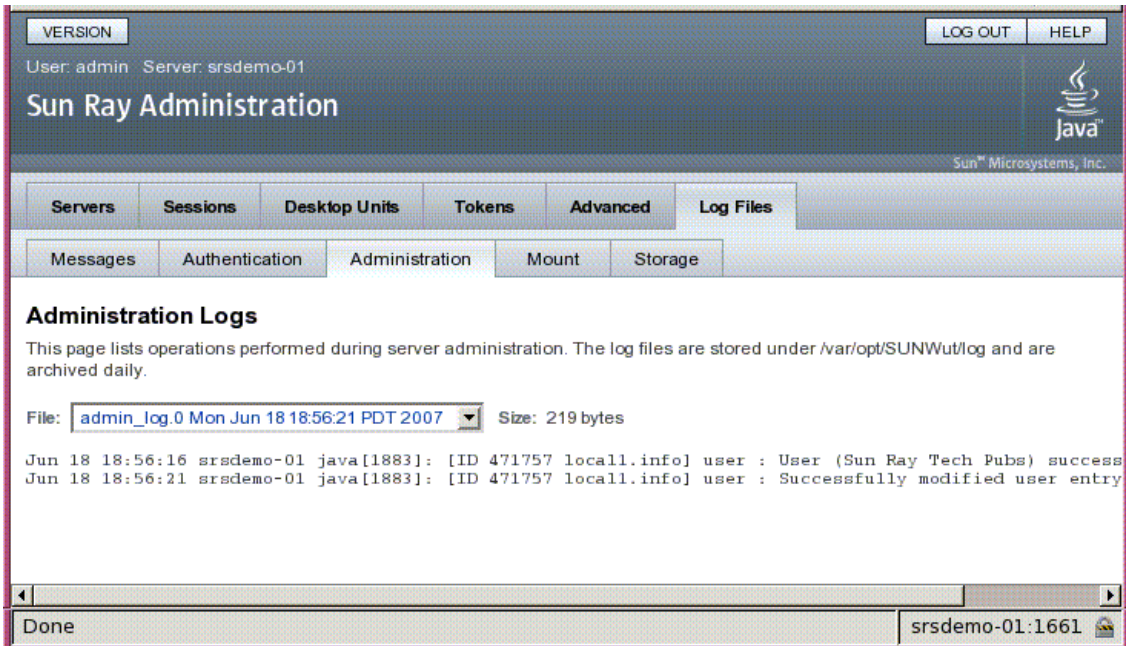 VERSION
LOG OUT HELP
User: admin Server: srsdemo-01
Sun Ray Administration
Java™
Sun™ Microsystems, Inc.
Servers Sessions Desktop Units Tokens Advanced Log Files
Messages Authentication Administration Mount Storage
Administration Logs
This page lists operations performed during server administration. The log files are stored under /var/opt/SUNWut/log and are
archived daily.
File: admin_log.0 Mon Jun 18 18:56:21 PDT 2007 Size: 219 bytes
Jun 18 18:56:16 srsdemo-01 java[1883]: [ID 471757 local1.info] user : User (Sun Ray Tech Pubs) success
Jun 18 18:56:21 srsdemo-01 java[1883]: [ID 471757 local1.info] user : Successfully modified user entry
Done
srsdemo-01:1661